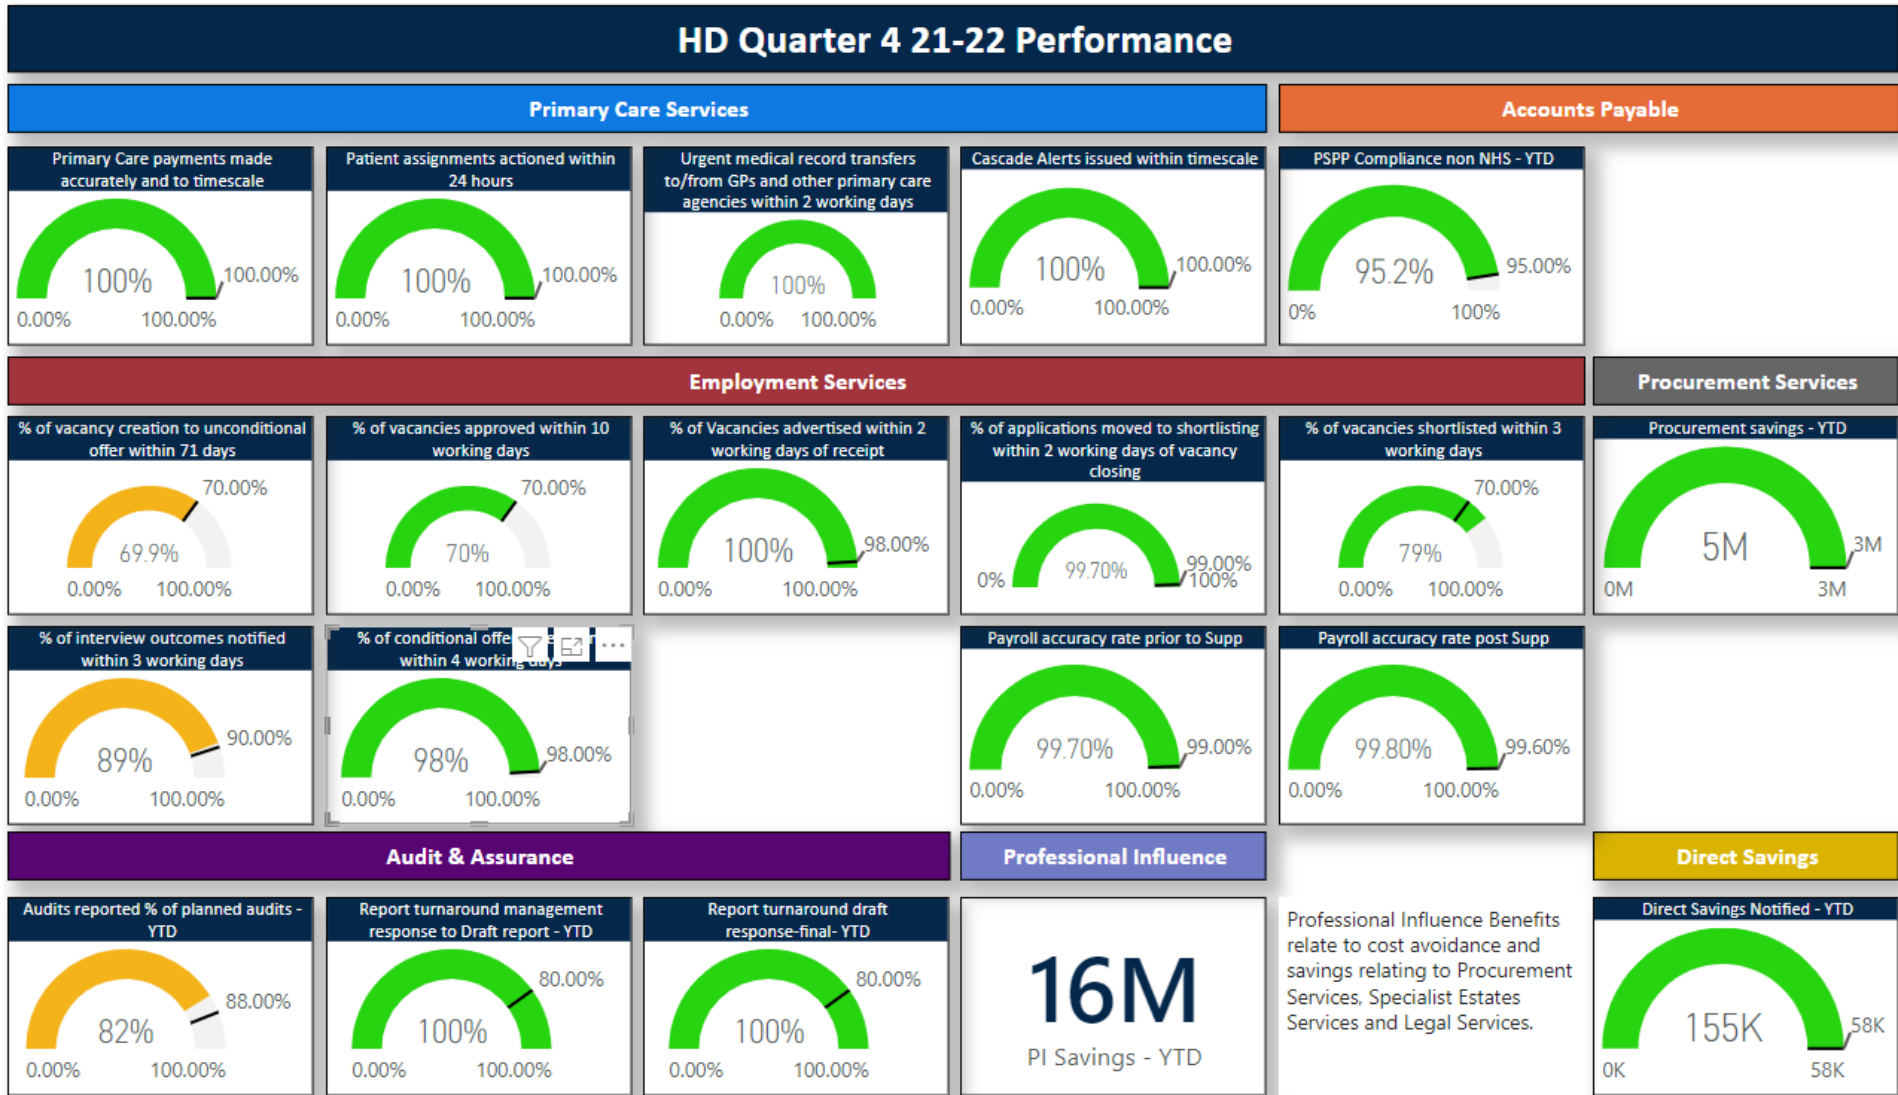 HD Quarter 4 21-22 Performance
Primary Care Services
Accounts Payable
Primary Care payments made
accurately and to timescale
100%
100.00%
0.00%
100.00%
Patient assignments actioned within
24 hours
100%
100.00%
0.00%
100.00%
Urgent medical record transfers
to/from GPs and other primary care
agencies within 2 working days
100%
0.00%
100.00%
Cascade Alerts issued within timescale
100%
100.00%
0.00%
100.00%
PSPP Compliance non NHS - YTD
95.2%
95.00%
0%
100%
Employment Services
Procurement Services
% of vacancy creation to unconditional
offer within 71 days
70.00%
69.9%
0.00%
100.00%
% of vacancies approved within 10
working days
70.00%
70%
0.00%
100.00%
% of Vacancies advertised within 2
working days of receipt
100%
98.00%
0.00%
100.00%
% of applications moved to shortlisting
within 2 working days of vacancy
closing
99.70%
99.00%
0%
100%
% of vacancies shortlisted within 3
working days
70.00%
79%
0.00%
100.00%
Procurement savings - YTD
5M
3M
0M
3M
% of interview outcomes notified
within 3 working days
90.00%
89%
0.00%
100.00%
% of conditional
within 4 working days
98%
98.00%
0.00%
100.00%
Payroll accuracy rate prior to Supp
99.70%
99.00%
0.00%
100.00%
Payroll accuracy rate post Supp
99.80%
99.60%
0.00%
100.00%
Audit & Assurance
Professional Influence
Direct Savings
Audits reported % of planned audits -
YTD
88.00%
82%
0.00%
100.00%
Report turnaround management
response to Draft report - YTD
80.00%
100%
0.00%
100.00%
Report turnaround draft
response-final- YTD
80.00%
100%
0.00%
100.00%
16M
PI Savings - YTD
Professional Influence Benefits
relate to cost avoidance and
savings relating to Procurement
Services, Specialist Estates
Services and Legal Services.
Direct Savings Notified - YTD
155K
58K
0K
58K